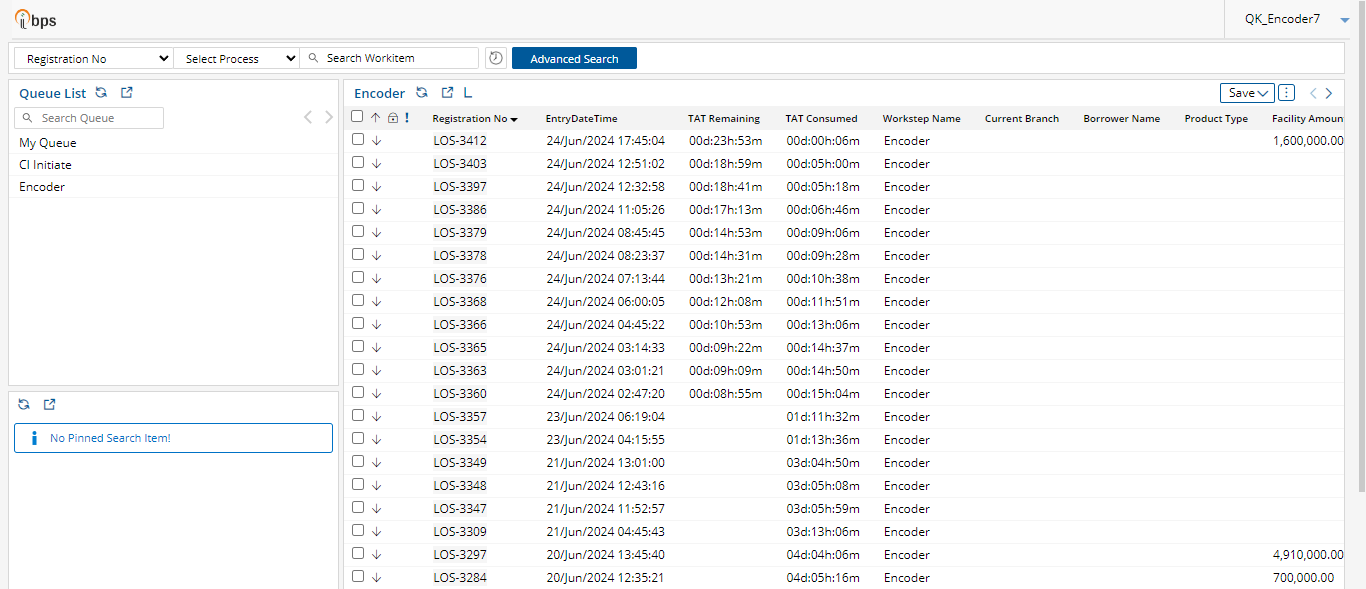 ibps
QK_Encoder7
Registration No Select Process Search Workitem Advanced Search
Queue List
Search Queue
My Queue
CI Initiate
Encoder
No Pinned Search Item!
Encoder L Save
! Registration No EntryDateTime TAT Remaining TAT Consumed Workstep Name Current Branch Borrower Name Product Type Facility Amoun
LOS-3412 24/Jun/2024 17:45:04 00d:23h:53m 00d:00h:06m Encoder 1,600,000.00
LOS-3403 24/Jun/2024 12:51:02 00d:18h:59m 00d:05h:00m Encoder
LOS-3397 24/Jun/2024 12:32:58 00d:18h:41m 00d:05h:18m Encoder
LOS-3386 24/Jun/2024 11:05:26 00d:17h:13m 00d:06h:46m Encoder
LOS-3379 24/Jun/2024 08:45:45 00d:14h:53m 00d:09h:06m Encoder
LOS-3378 24/Jun/2024 08:23:37 00d:14h:31m 00d:09h:28m Encoder
LOS-3376 24/Jun/2024 07:13:44 00d:13h:21m 00d:10h:38m Encoder
LOS-3368 24/Jun/2024 06:00:05 00d:12h:08m 00d:11h:51m Encoder
LOS-3366 24/Jun/2024 04:45:22 00d:10h:53m 00d:13h:06m Encoder
LOS-3365 24/Jun/2024 03:14:33 00d:09h:22m 00d:14h:37m Encoder
LOS-3363 24/Jun/2024 03:01:21 00d:09h:09m 00d:14h:50m Encoder
LOS-3360 24/Jun/2024 02:47:20 00d:08h:55m 00d:15h:04m Encoder
LOS-3357 23/Jun/2024 06:19:04 01d:11h:32m Encoder
LOS-3354 23/Jun/2024 04:15:55 01d:13h:36m Encoder
LOS-3349 21/Jun/2024 13:01:00 03d:04h:50m Encoder
LOS-3348 21/Jun/2024 12:43:16 03d:05h:08m Encoder
LOS-3347 21/Jun/2024 11:52:57 03d:05h:59m Encoder
LOS-3309 21/Jun/2024 04:45:43 03d:13h:06m Encoder
LOS-3297 20/Jun/2024 13:45:40 04d:04h:06m Encoder 4,910,000.00
LOS-3284 20/Jun/2024 12:35:21 04d:05h:16m Encoder 700,000.00